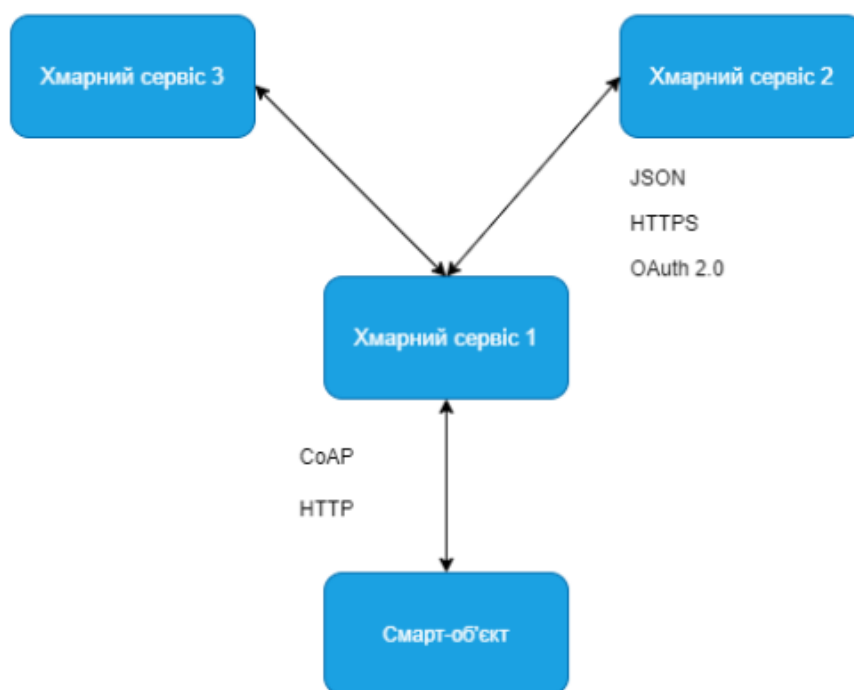 Хмарний сервіс 3
Хмарний сервіс 2
JSON
HTTPS
OAuth 2.0
Хмарний сервіс 1
CoAP
HTTP
Смарт-об'єкт